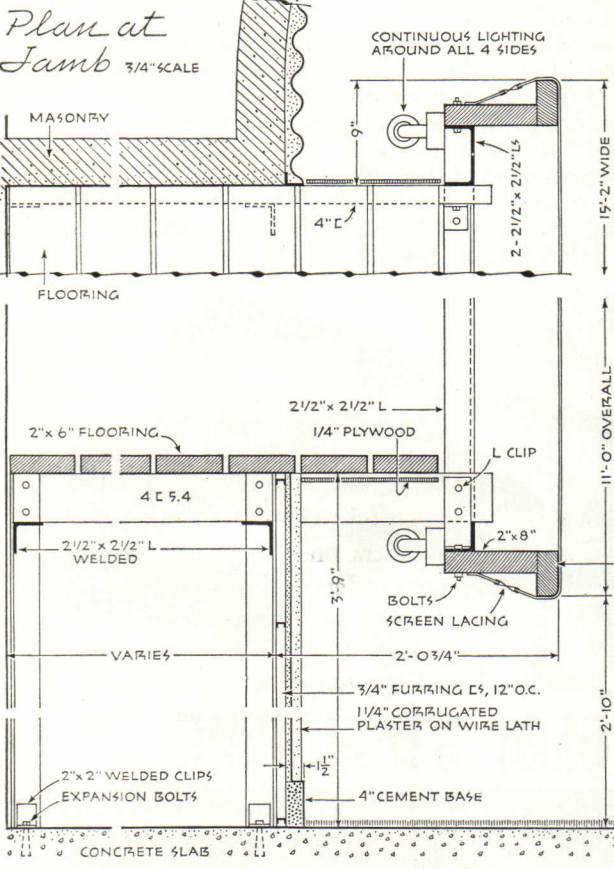 Plan at
Jamb 3/4" SCALE
CONTINUOUS LIGHTING
AROUND ALL 4 SIDES
MASONRY
9"
2- 2 1/2" x 2 1/2" LS
15'-2" WIDE
4" [
FLOORING
2 1/2" x 2 1/2" L
2" x 6" FLOORING
1/4" PLYWOOD
L CLIP
11'-0" OVERALL
4 [ 5.4
2 1/2" x 2 1/2" L
WELDED
2" x 8"
3'-9"
BOLTS
SCREEN LACING
VARIES
2'-0 3/4"
3/4" FURRING [S, 12" O.C.
1 1/4" CORRUGATED
PLASTER ON WIRE LATH
2'-10"
1 1/2"
2" x 2" WELDED CLIPS
EXPANSION BOLTS
4" CEMENT BASE
CONCRETE SLAB